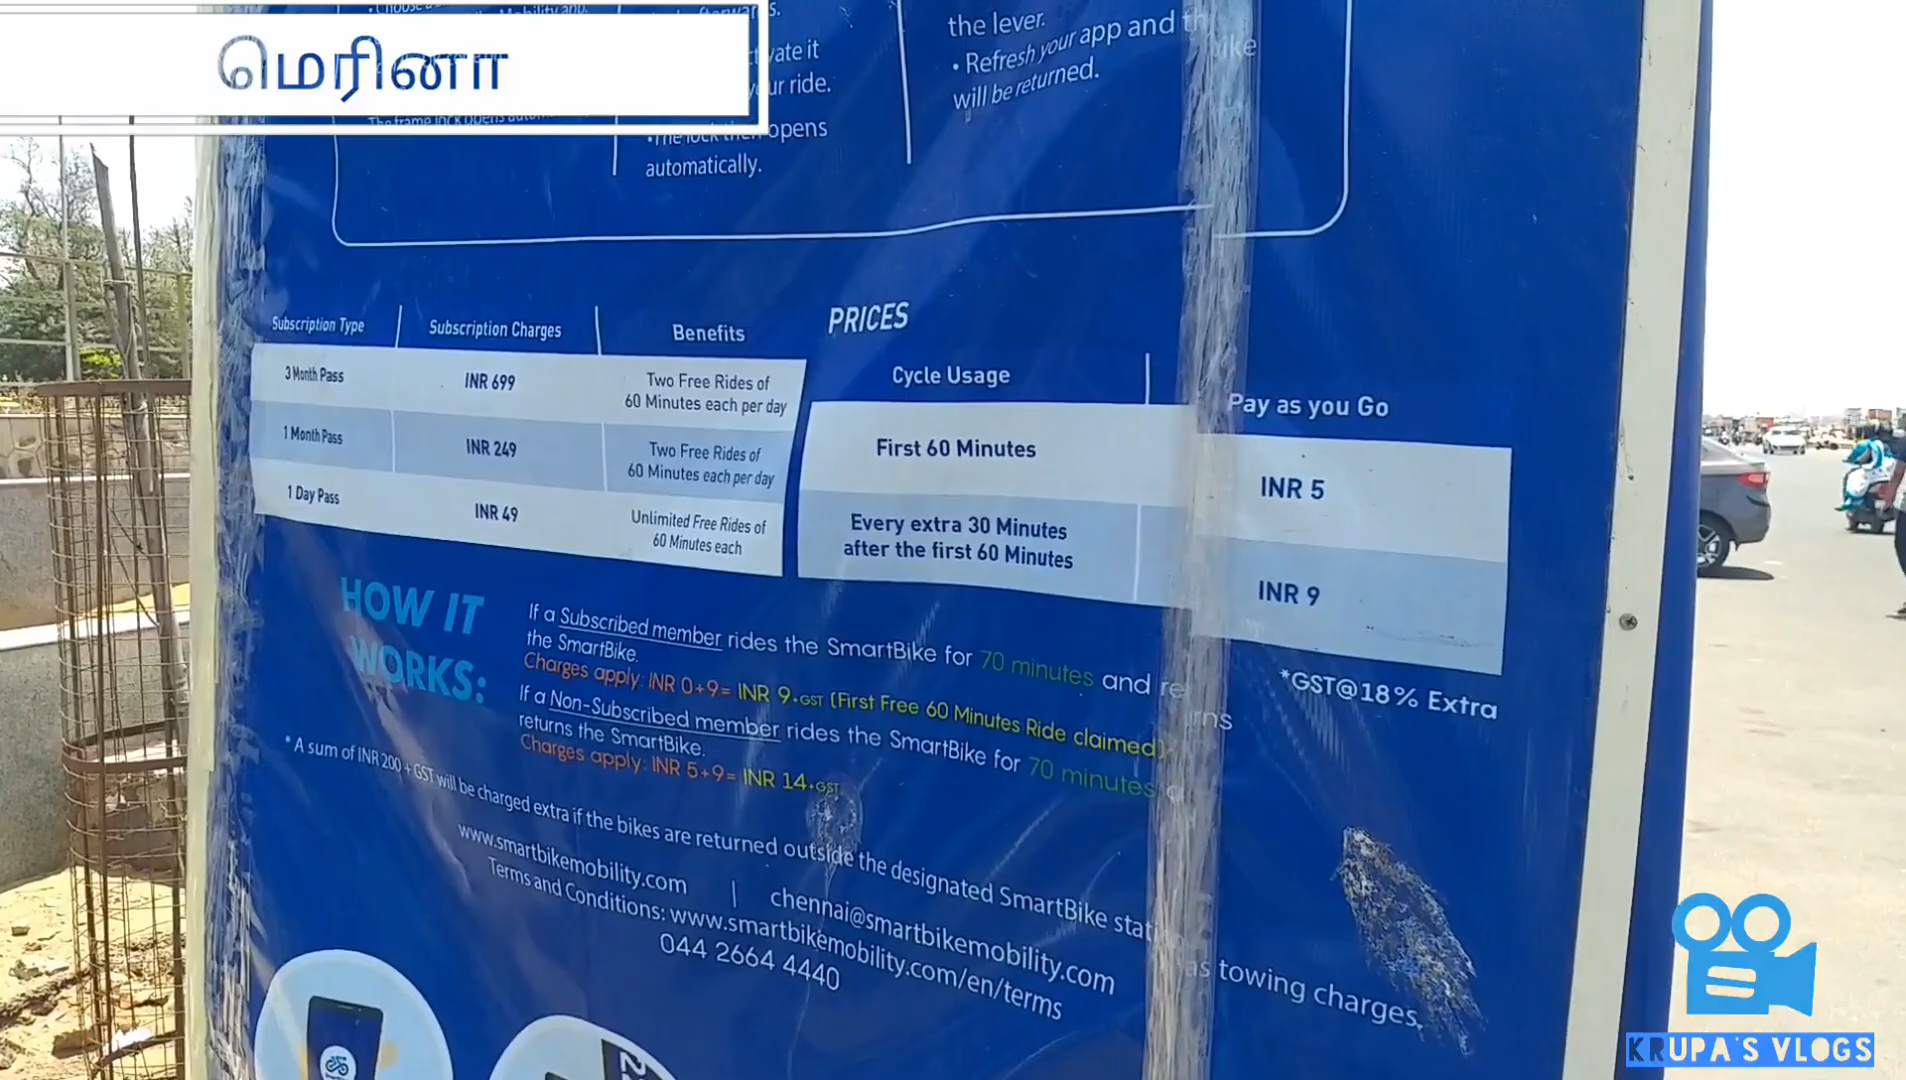 மெரினா
the lever.
• Refresh your app and
will be returned.
your ride.
opens
automatically.
PRICES
Subscription Type
Subscription Charges
Benefits
3 Month Pass
INR 699
Two Free Rides of
60 Minutes each per day
1 Month Pass
INR 249
Two Free Rides of
60 Minutes each per day
1 Day Pass
INR 49
Unlimited Free Rides of
60 Minutes each
Cycle Usage
Pay as you Go
First 60 Minutes
INR 5
Every extra 30 Minutes
after the first 60 Minutes
INR 9
*GST@18% Extra
HOW IT
WORKS:
If a Subscribed member rides the SmartBike for 70 minutes and
the SmartBike.
Charges apply: INR 0+9= INR 9+GST (First Free 60 Minutes Ride claimed)
If a Non-Subscribed member rides the SmartBike for 70 minutes
returns the SmartBike.
Charges apply: INR 5+9= INR 14+GST
* A sum of INR 200 + GST will be charged extra if the bikes are returned outside the designated SmartBike as towing charges.
www.smartbikemobility.com | chennai@smartbikemobility.com
Terms and Conditions: www.smartbikemobility.com/en/terms
044 2664 4440
KRUPA'S VLOGS